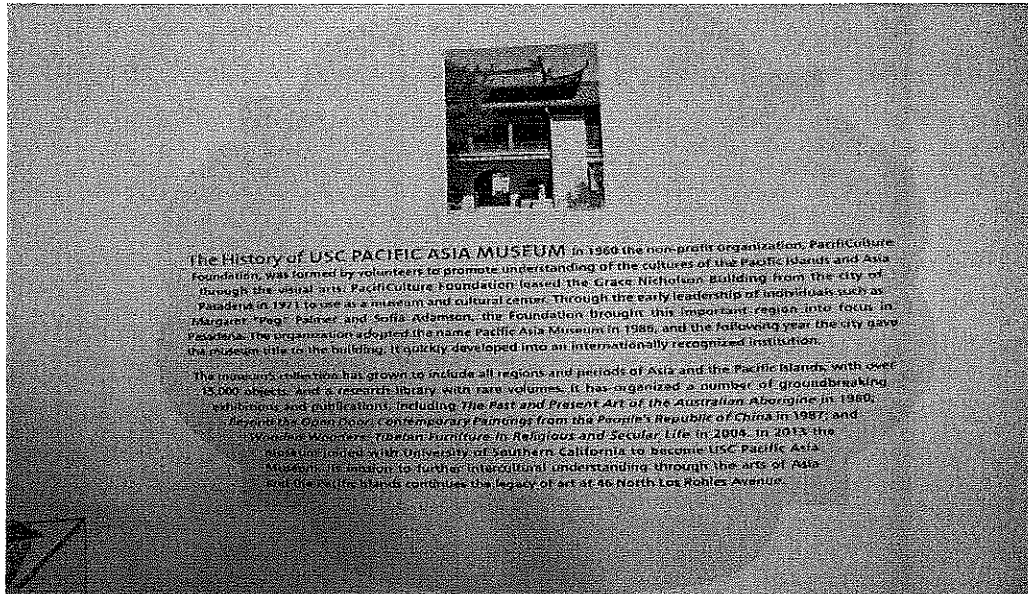 The History of USC PACIFIC ASIA MUSEUM In 1960 the non-profit organization, PacifiCulture
Foundation, was formed by volunteers to promote understanding of the cultures of the Pacific Islands and Asia
through the visual arts. PacifiCulture Foundation leased the Grace Nicholson Building from the city of
Pasadena in 1971 to use as a museum and cultural center. Through the early leadership of individuals such as
Margaret "Peg" Palmer and Sofia Adamson, the Foundation brought this important region into focus in
Pasadena. The organization adopted the name Pacific Asia Museum in 1986, and the following year the city gave
the museum title to the building. It quickly developed into an internationally recognized institution.
The museum's collection has grown to include all regions and periods of Asia and the Pacific Islands, with over
15,000 objects, and a research library with rare volumes. It has organized a number of groundbreaking
exhibitions and publications, including The Past and Present Art of the Australian Aborigine in 1980;
Beyond the Open Door: Contemporary Paintings from the People's Republic of China in 1987; and
Wooden Wonders: Tibetan Furniture in Religious and Secular Life in 2004. In 2013 the
museum joined with University of Southern California to become USC Pacific Asia
Museum. Its mission to further intercultural understanding through the arts of Asia
and the Pacific Islands continues the legacy of art at 46 North Los Robles Avenue.